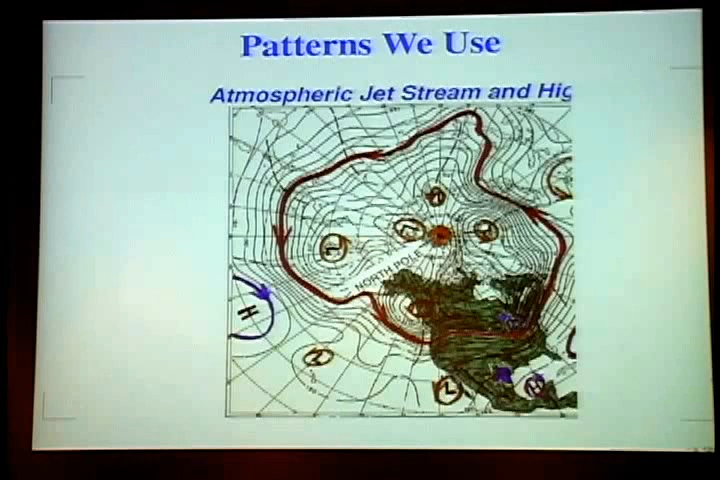 Patterns We Use
Atmospheric Jet Stream and Hig
NORTH POLE
H
L
H
L